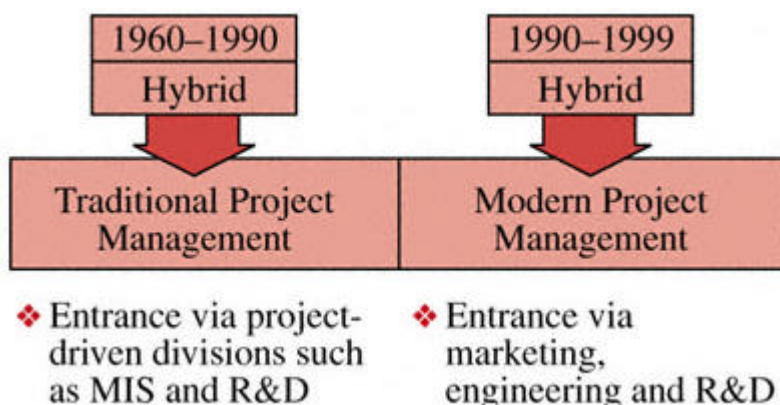 1960–1990
Hybrid
1990–1999
Hybrid
Traditional Project
Management
Modern Project
Management
❖ Entrance via project-
driven divisions such
as MIS and R&D
❖ Entrance via
marketing,
engineering and R&D